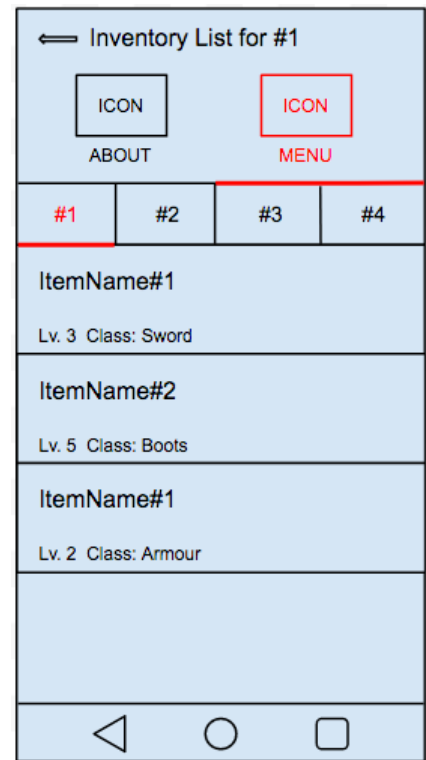 Inventory List for #1
ICON ICON
ABOUT MENU
#1 #2 #3 #4
ItemName#1
Lv. 3 Class: Sword
ItemName#2
Lv. 5 Class: Boots
ItemName#1
Lv. 2 Class: Armour